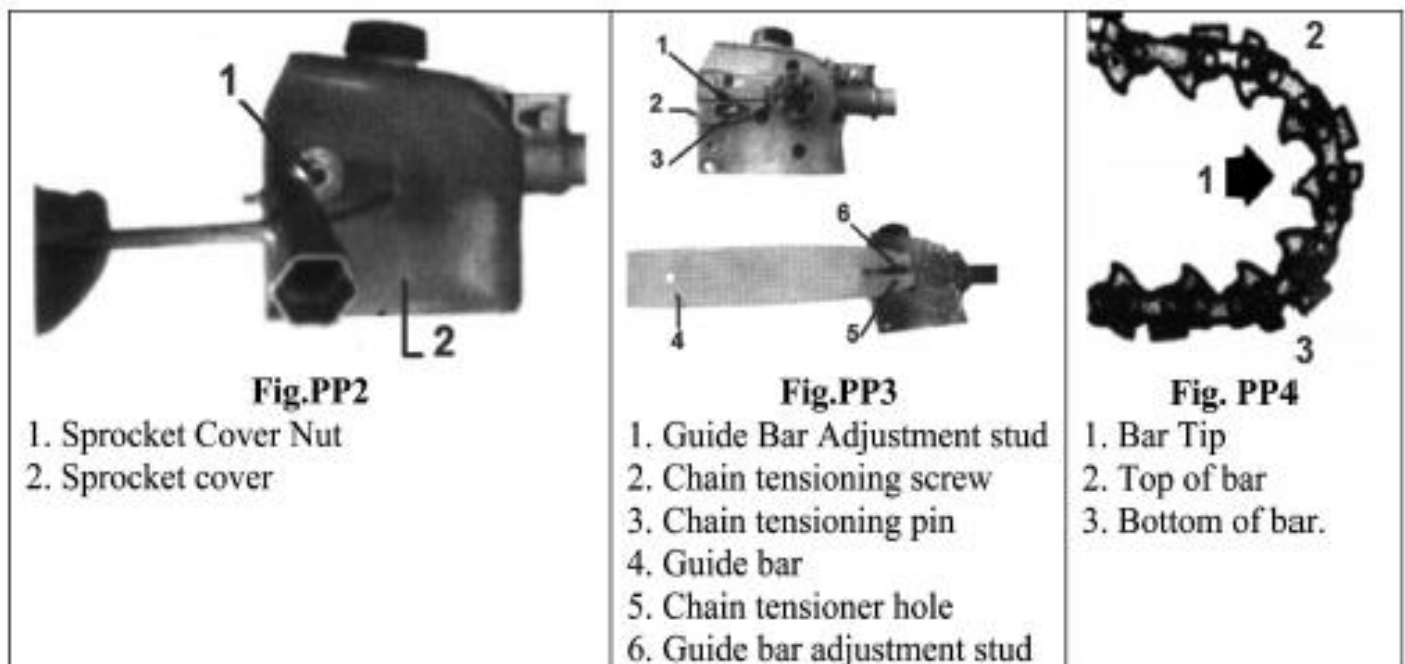 1
2
Fig.PP2
1. Sprocket Cover Nut
2. Sprocket cover
1
2
3
6
4
5
Fig.PP3
1. Guide Bar Adjustment stud
2. Chain tensioning screw
3. Chain tensioning pin
4. Guide bar
5. Chain tensioner hole
6. Guide bar adjustment stud
2
1
3
Fig. PP4
1. Bar Tip
2. Top of bar
3. Bottom of bar.